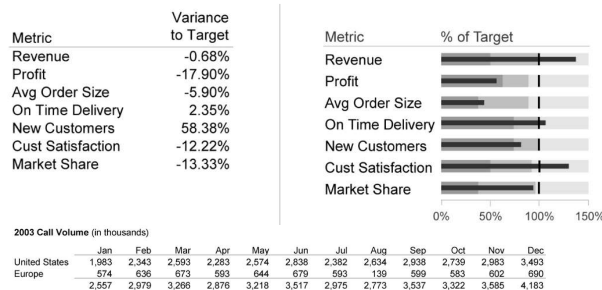 Metric Variance to Target
Revenue -0.68%
Profit -17.90%
Avg Order Size -5.90%
On Time Delivery 2.35%
New Customers 58.38%
Cust Satisfaction -12.22%
Market Share -13.33%
Metric % of Target
Revenue
Profit
Avg Order Size
On Time Delivery
New Customers
Cust Satisfaction
Market Share
0% 50% 100% 150%
2003 Call Volume (in thousands)
Jan Feb Mar Apr May Jun Jul Aug Sep Oct Nov Dec
United States 1,983 2,343 2,593 2,283 2,574 2,838 2,382 2,634 2,938 2,739 2,983 3,493
Europe 574 636 673 593 644 679 593 139 599 583 602 690
2,557 2,979 3,266 2,876 3,218 3,517 2,975 2,773 3,537 3,322 3,585 4,183